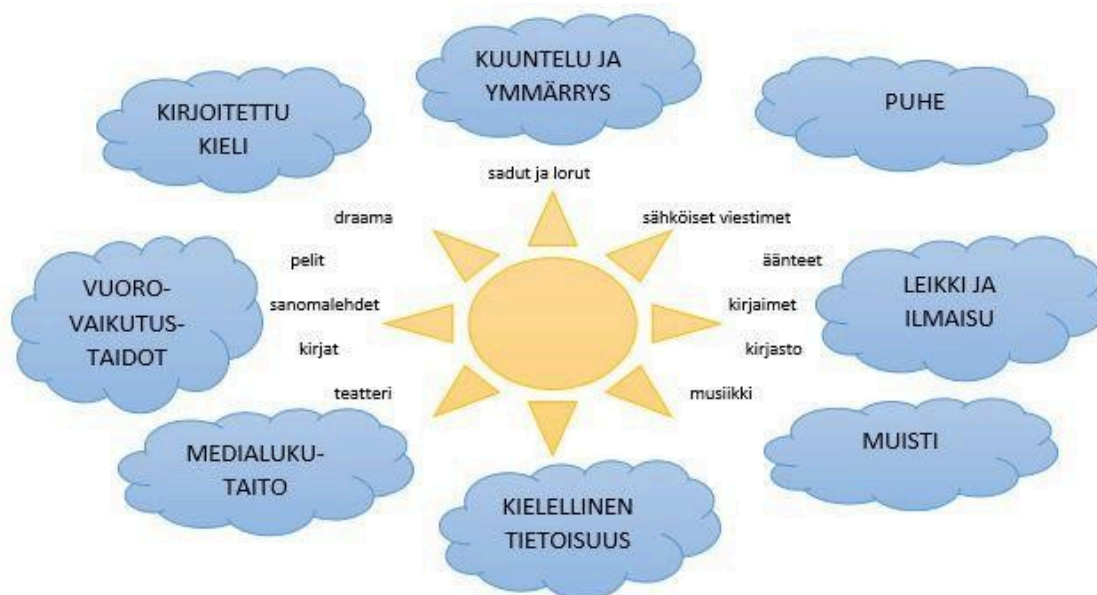 KUUNTELU JA
YMMÄRRYS
KIRJOITETTU
KIELI
PUHE
sadut ja lorut
draama
sähköiset viestimet
pelit
äänteet
VUORO-
VAIKUTUS-
TAIDOT
sanomalehdet
kirjaimet
LEIKKI JA
ILMAISU
kirjat
kirjasto
teatteri
musiikki
MEDIALUKU-
TAITO
MUISTI
KIELELLINEN
TIETOISUUS